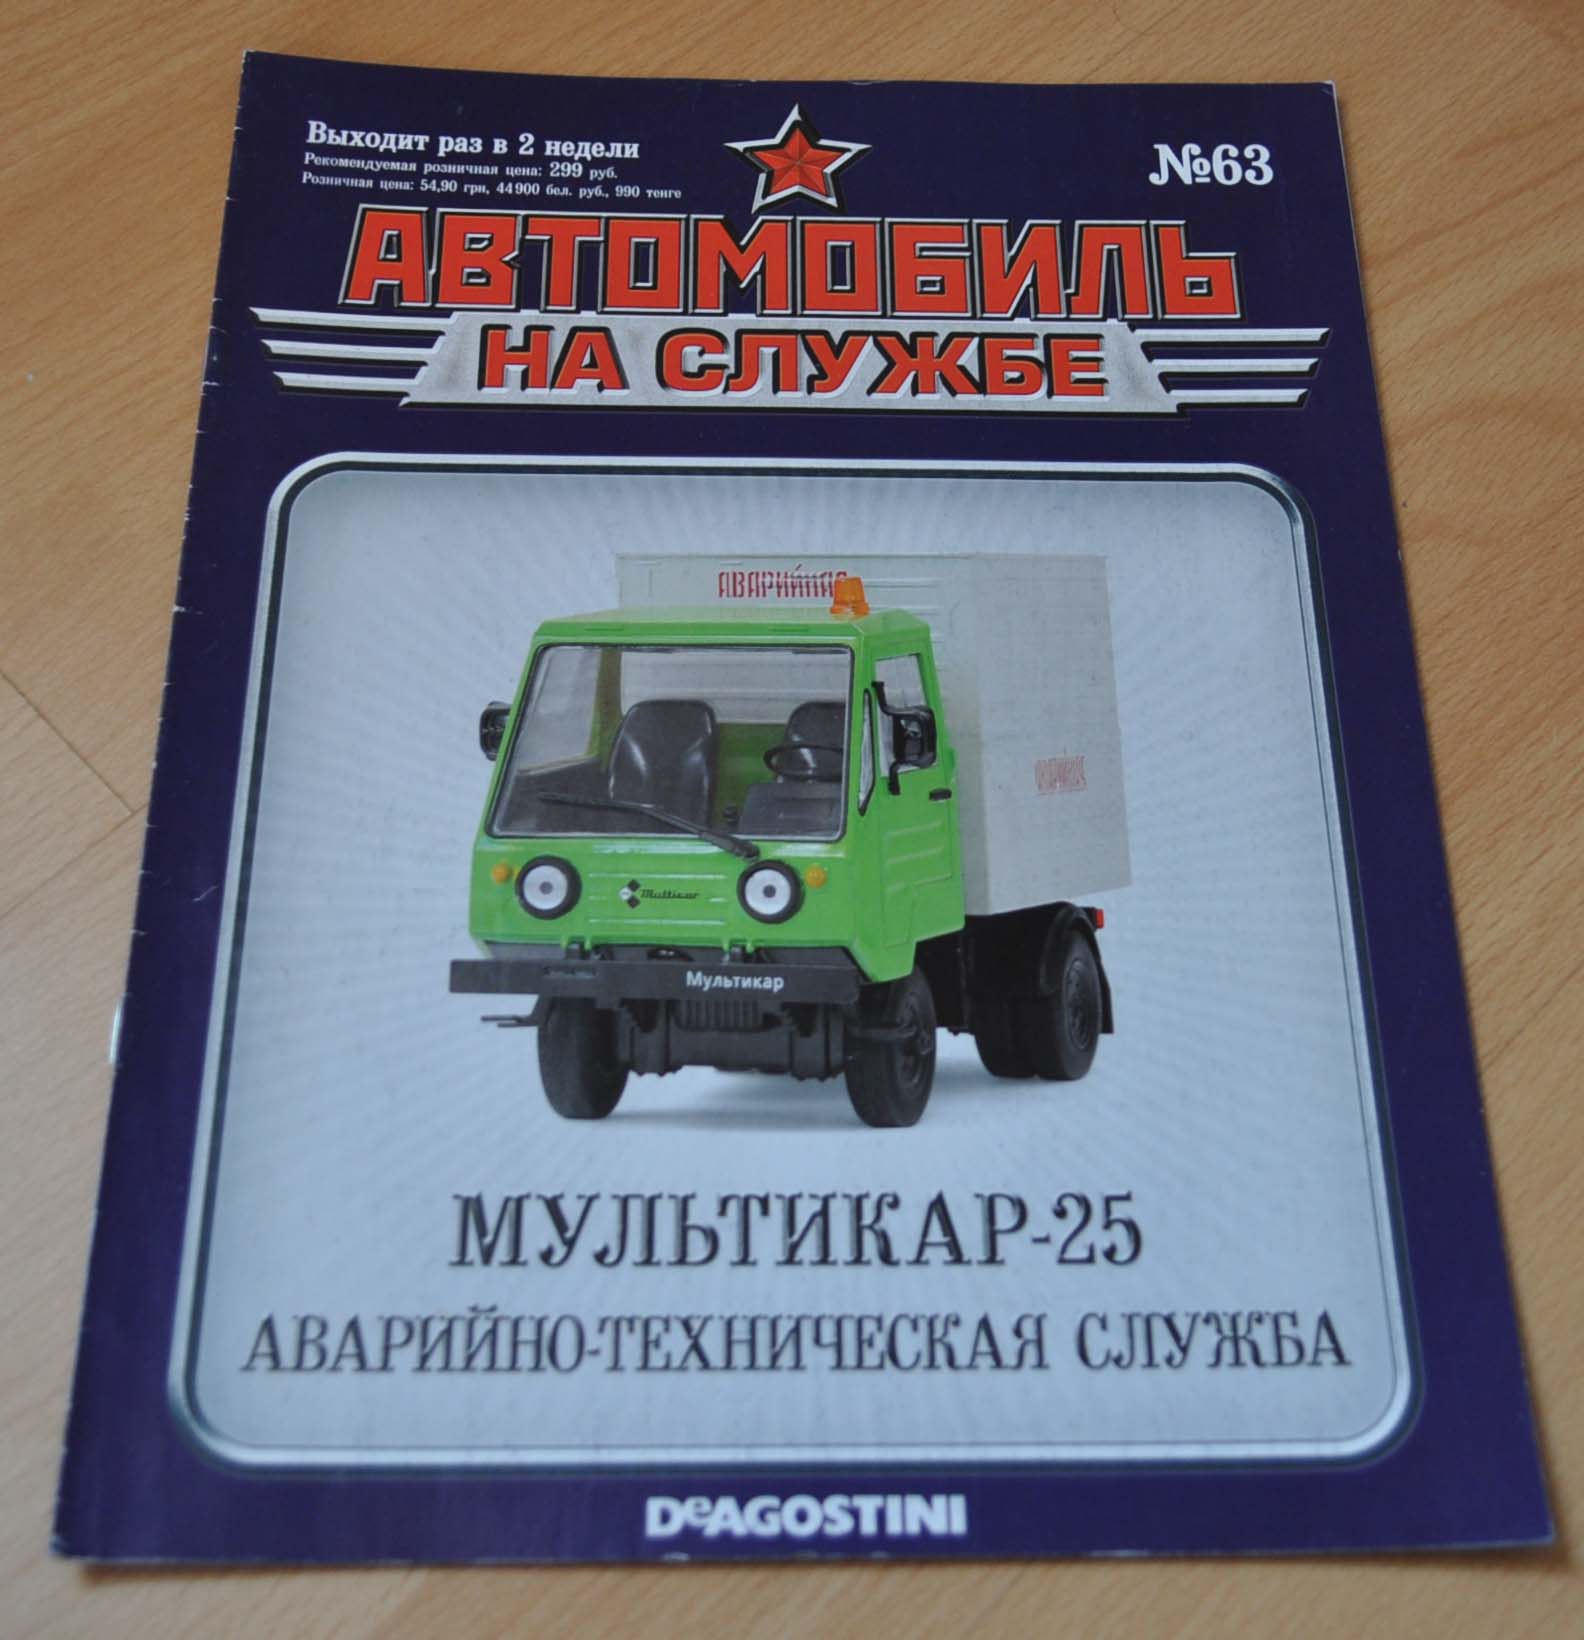 Выходит раз в 2 недели
Рекомендуемая розничная цена: 299 руб.
Розничная цена: 54,90 грн, 44900 бел. руб., 990 тенге
№63
АВТОМОБИЛЬ
НА СЛУЖБЕ
АВАРИЙНАЯ
Multicar
Мультикар
МУЛЬТИКАР-25
АВАРИЙНО-ТЕХНИЧЕСКАЯ СЛУЖБА
DeAGOSTINI